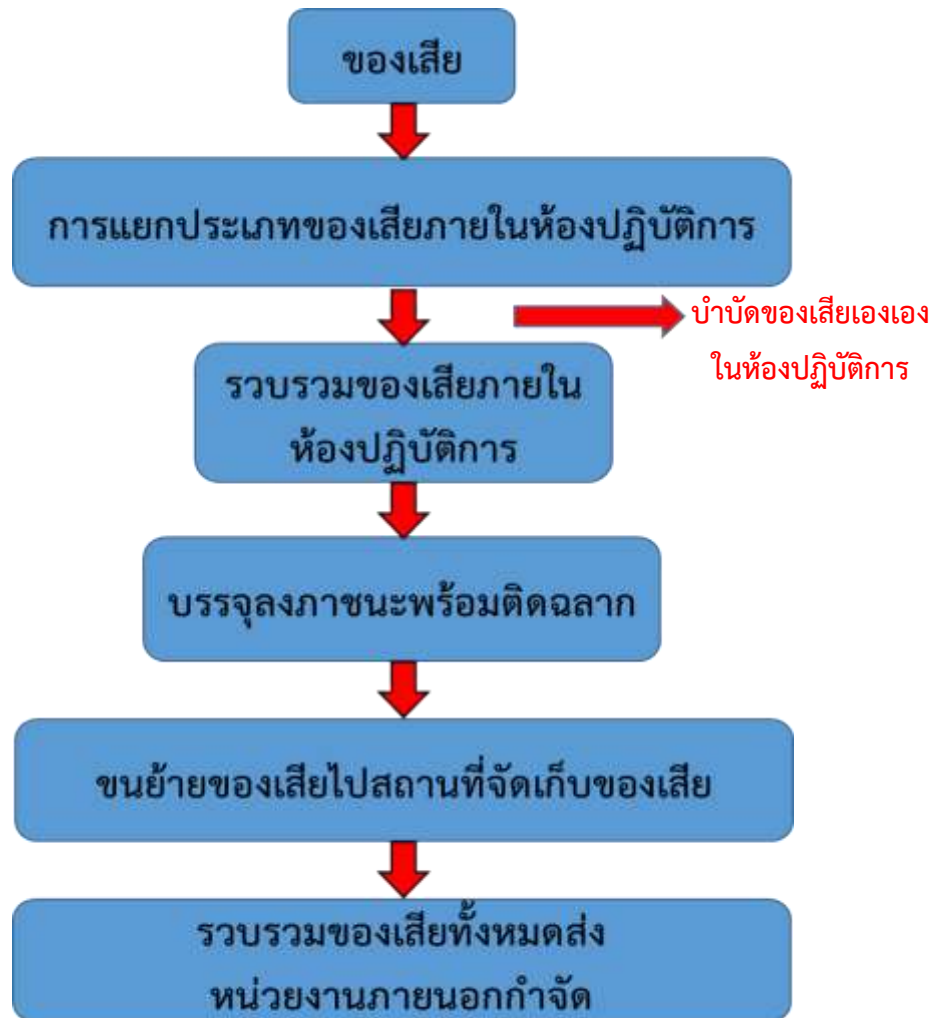 ของเสีย
การแยกประเภทของเสียภายในห้องปฏิบัติการ
บำบัดของเสียเองเอง
ในห้องปฏิบัติการ
รวบรวมของเสียภายใน
ห้องปฏิบัติการ
บรรจุลงภาชนะพร้อมติดฉลาก
ขนย้ายของเสียไปสถานที่จัดเก็บของเสีย
รวบรวมของเสียทั้งหมดส่ง
หน่วยงานภายนอกกำจัด